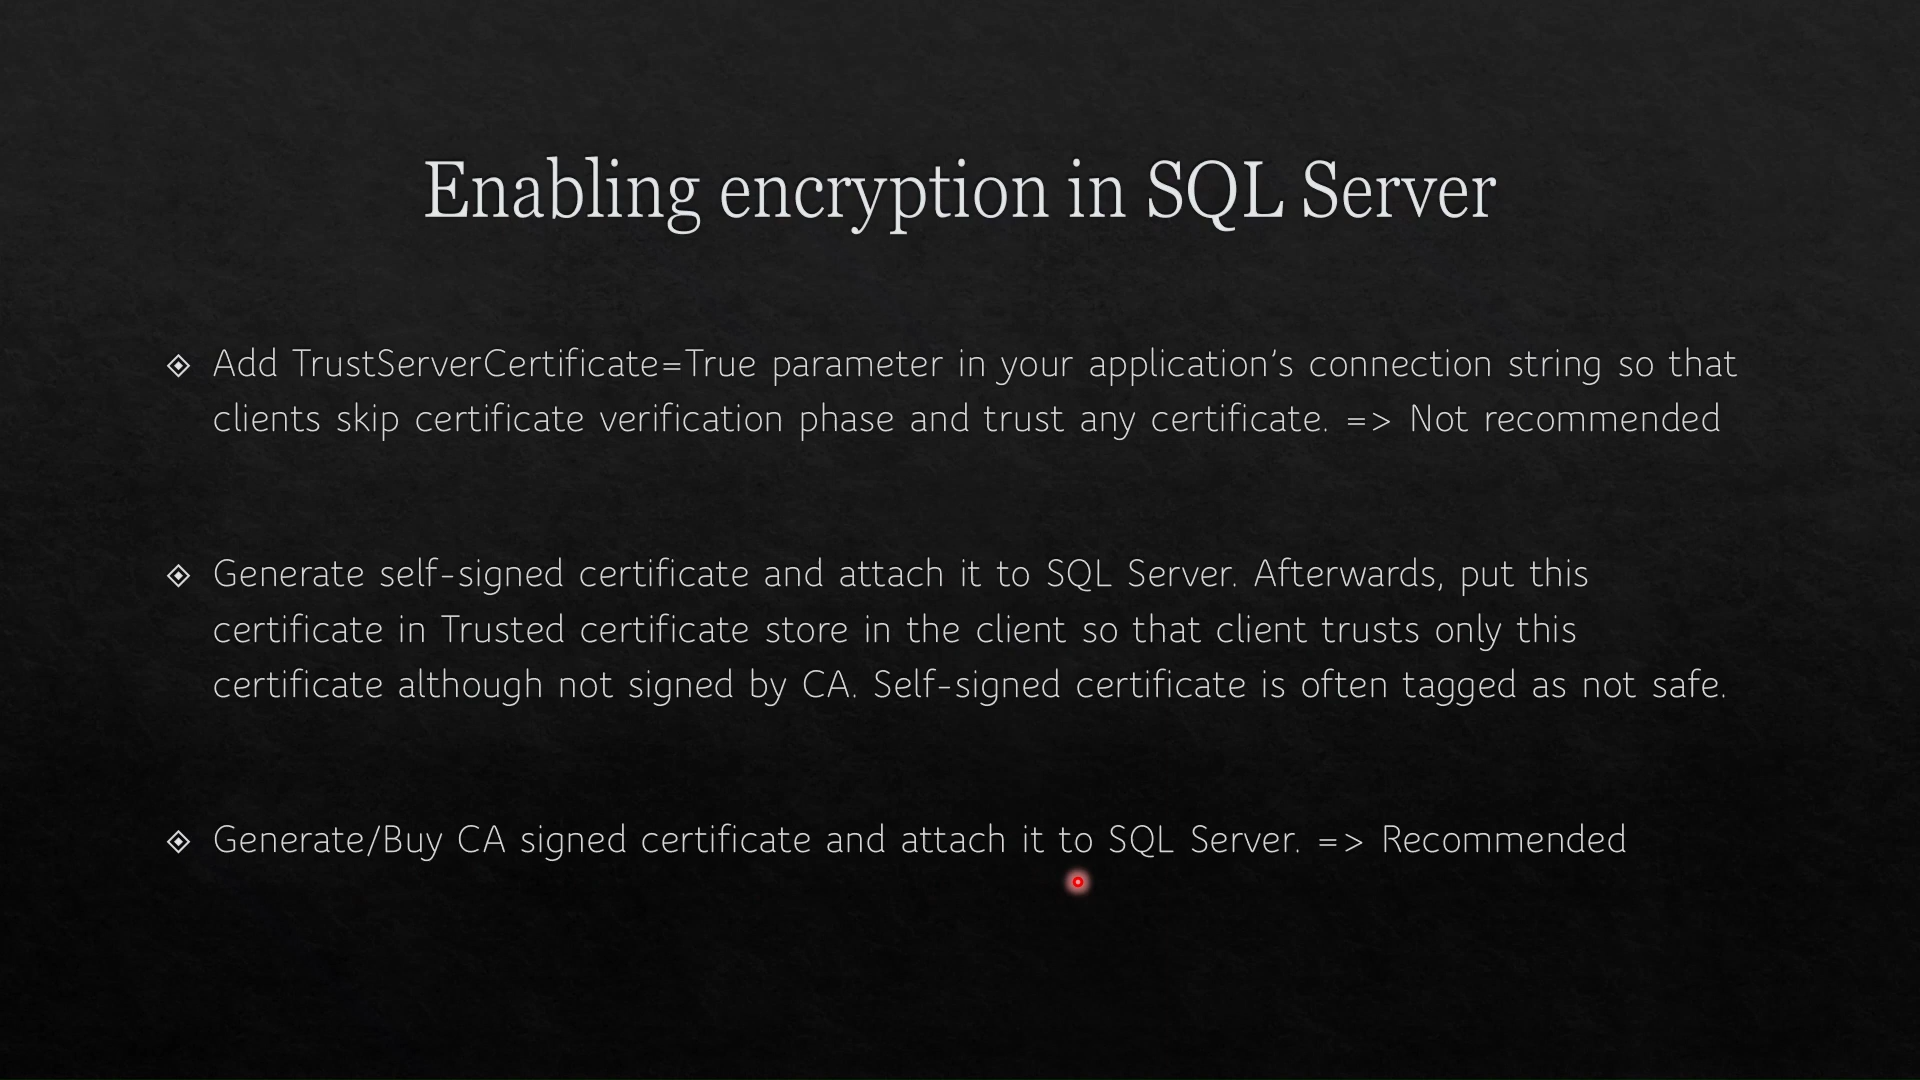 Enabling encryption in SQL Server
Add TrustServerCertificate=True parameter in your application’s connection string so that
clients skip certificate verification phase and trust any certificate. => Not recommended
Generate self-signed certificate and attach it to SQL Server. Afterwards, put this
certificate in Trusted certificate store in the client so that client trusts only this
certificate although not signed by CA. Self-signed certificate is often tagged as not safe.
Generate/Buy CA signed certificate and attach it to SQL Server. => Recommended